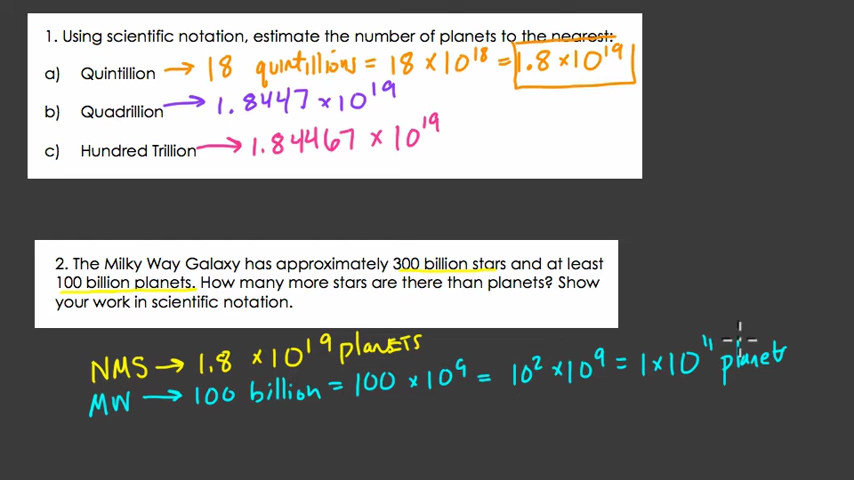 1. Using scientific notation, estimate the number of planets to the nearest:
a) Quintillion → 18 quintillions = 18 × 10^18 = 1.8 × 10^19
b) Quadrillion → 1.8447 × 10^19
c) Hundred Trillion → 1.84467 × 10^19
2. The Milky Way Galaxy has approximately 300 billion stars and at least
100 billion planets. How many more stars are there than planets? Show
your work in scientific notation.
NMS → 1.8 × 10^19 planets
MW → 100 billion = 100 × 10^9 = 10^2 × 10^9 = 1 × 10^11 planets